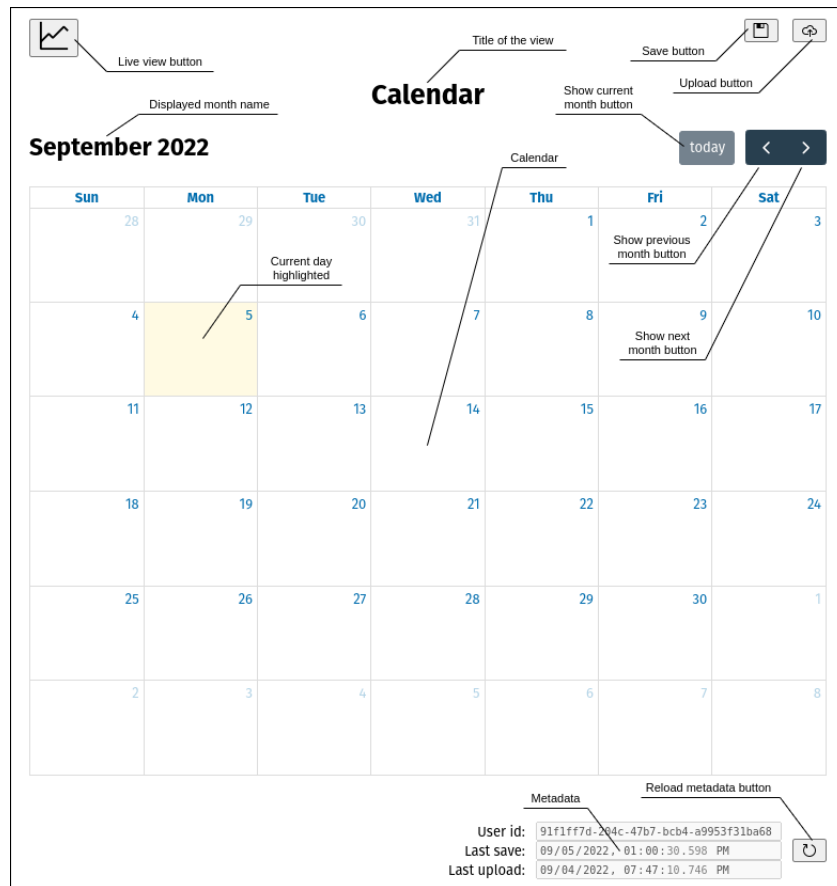 Title of the view
Save button
Live view button
Upload button
Calendar
Show current
month button
Displayed month name
September 2022
today
Calendar
Sun Mon Tue Wed Thu Fri Sat
28 29 30 31 1 2 3
Show previous
month button
Current day
highlighted
4 5 6 7 8 9 10
Show next
month button
11 12 13 14 15 16 17
18 19 20 21 22 23 24
25 26 27 28 29 30 1
2 3 4 5 6 7 8
Reload metadata button
Metadata
User id: 91f1ff7d-204c-47b7-bcb4-a9953f31ba68
Last save: 09/05/2022, 01:00:30.598 PM
Last upload: 09/04/2022, 07:47:10.746 PM